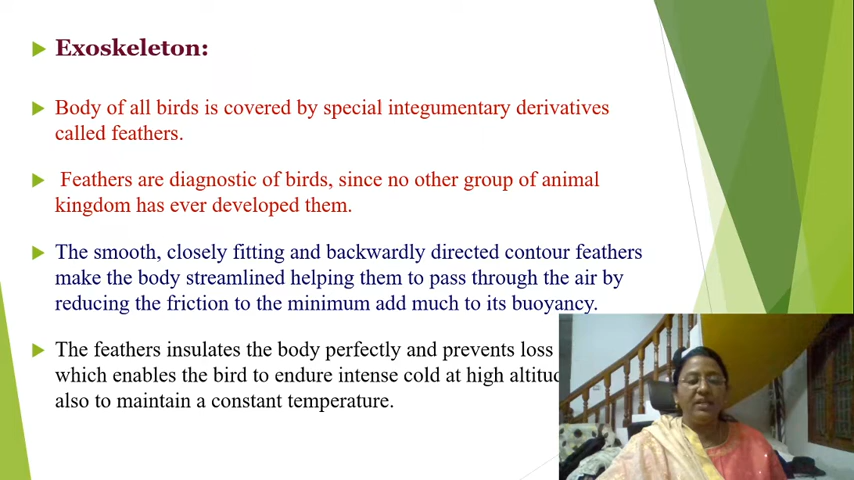 Exoskeleton:
Body of all birds is covered by special integumentary derivatives
called feathers.
Feathers are diagnostic of birds, since no other group of animal
kingdom has ever developed them.
The smooth, closely fitting and backwardly directed contour feathers
make the body streamlined helping them to pass through the air by
reducing the friction to the minimum add much to its buoyancy.
The feathers insulates the body perfectly and prevents loss
which enables the bird to endure intense cold at high
also to maintain a constant temperature.